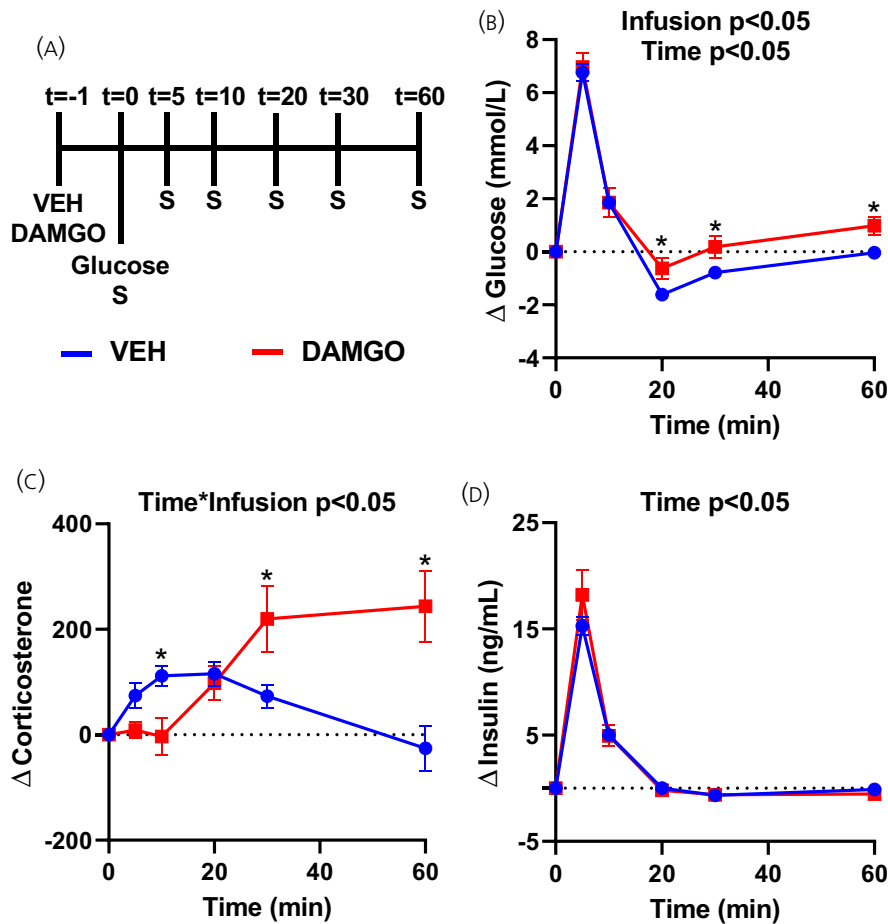 (A)
t=-1 t=0 t=5 t=10 t=20 t=30 t=60
VEH
DAMGO
Glucose
S
S S S S S
VEH DAMGO
(B)
Infusion p<0.05
Time p<0.05
Δ Glucose (mmol/L)
8
6
4
2
0
-2
-4
* * *
0 20 40 60
Time (min)
(C)
Time*Infusion p<0.05
Δ Corticosterone
400
200
0
-200
* * *
0 20 40 60
Time (min)
(D)
Time p<0.05
Δ Insulin (ng/mL)
25
15
5
-5
0 20 40 60
Time (min)